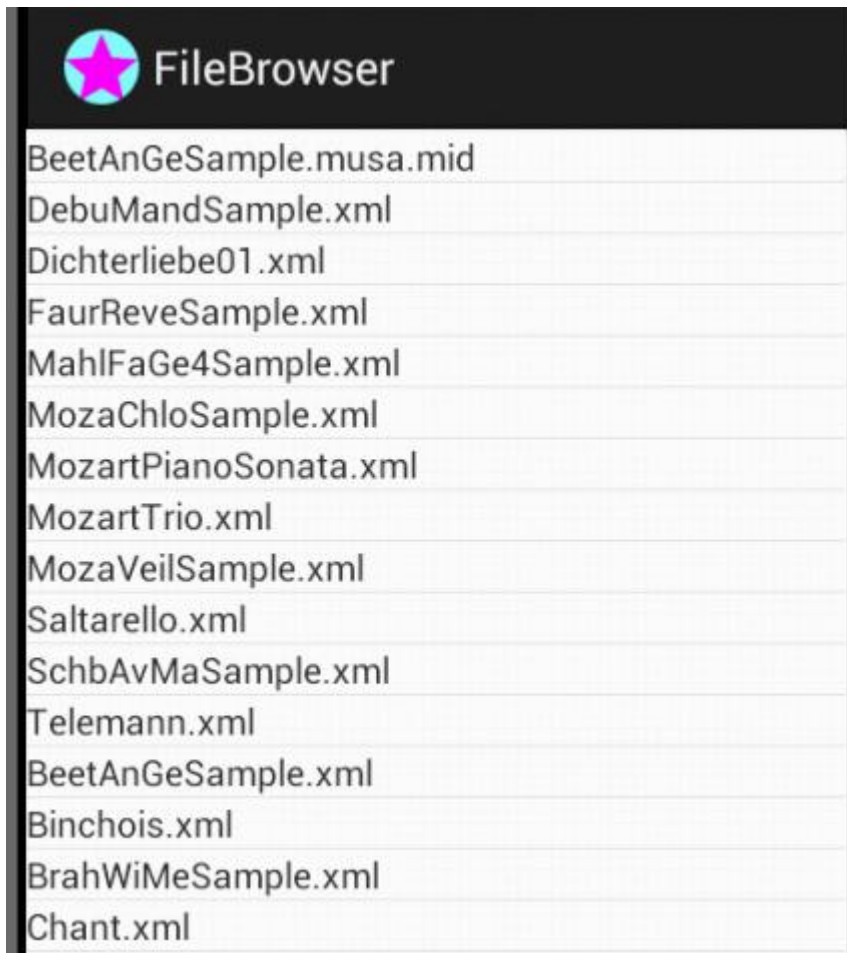 FileBrowser
BeetAnGeSample.musa.mid
DebuMandSample.xml
Dichterliebe01.xml
FaurReveSample.xml
MahlFaGe4Sample.xml
MozaChloSample.xml
MozartPianoSonata.xml
MozartTrio.xml
MozaVeilSample.xml
Saltarello.xml
SchbAvMaSample.xml
Telemann.xml
BeetAnGeSample.xml
Binchois.xml
BrahWiMeSample.xml
Chant.xml